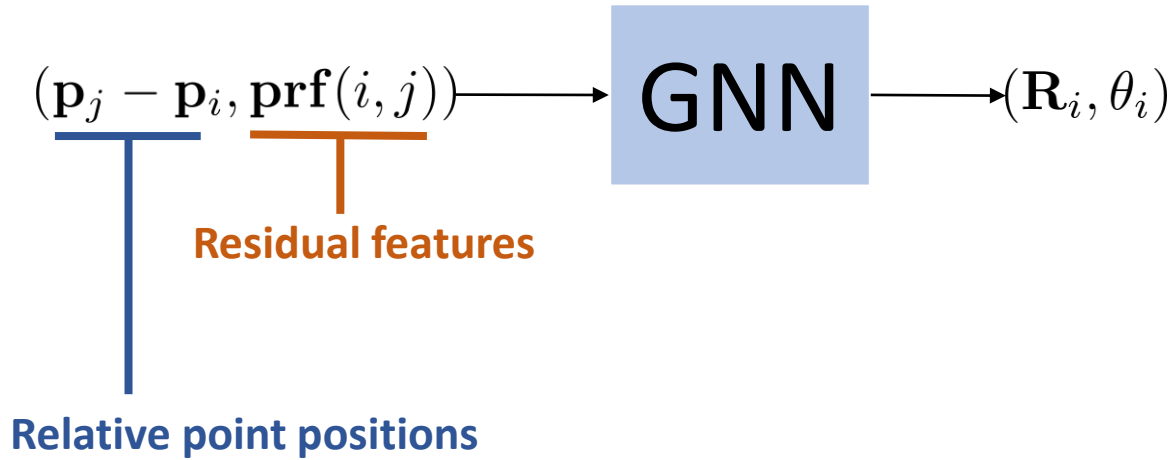 (p_j − p_i, prf(i, j)) GNN (R_i, θ_i)
Residual features
Relative point positions